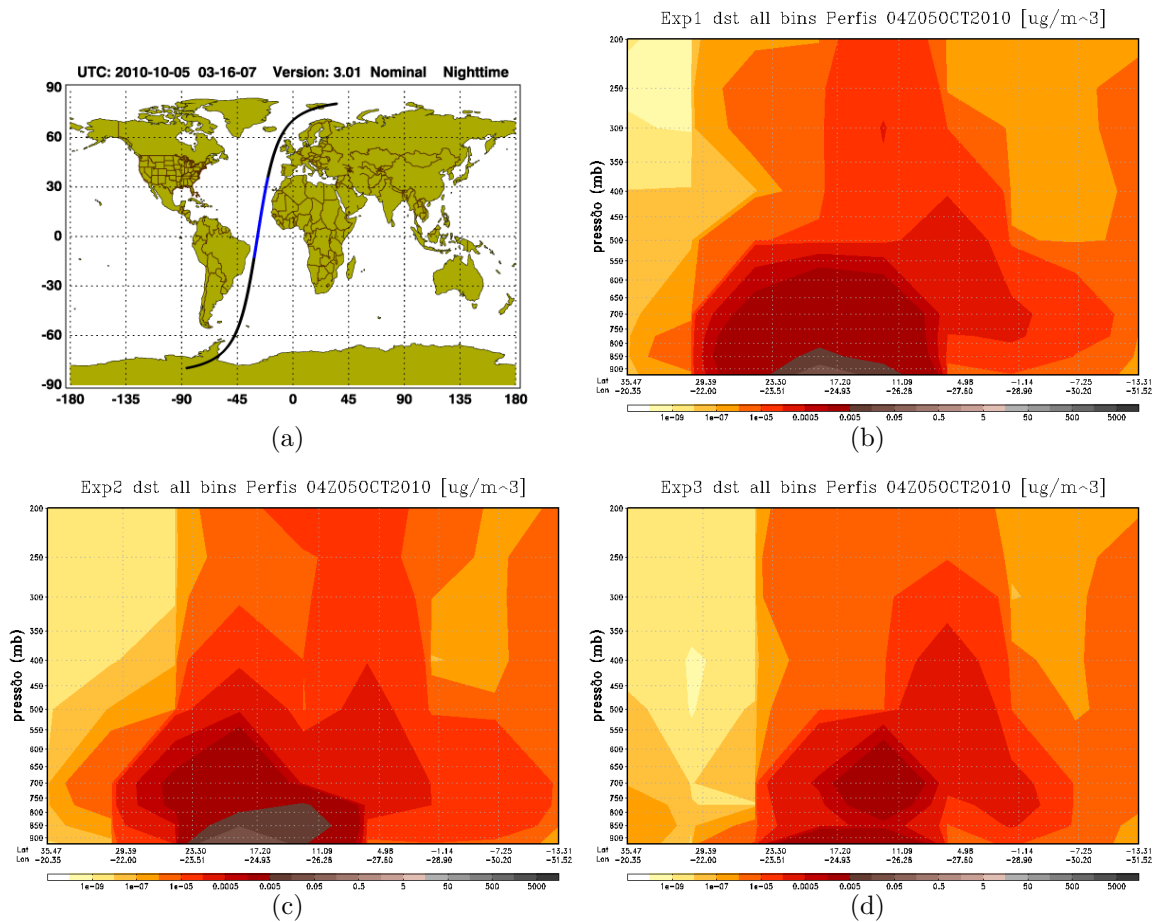 UTC: 2010-10-05 03-16-07 Version: 3.01 Nominal Nighttime
90
60
30
0
-30
-60
-90
-180 -135 -90 -45 0 45 90 135 180
(a)
Exp1 dst all bins Perfis 04Z05OCT2010 [ug/m^3]
pressão (mb)
200
250
300
350
400
450
500
550
600
650
700
750
800
850
900
Lat 35.47 29.39 23.30 17.20 11.09 4.98 -1.14 -7.25 -13.31
Lon -20.35 -22.00 -25.51 -24.93 -26.28 -27.60 -28.90 -30.20 -31.52
1e-09 1e-07 1e-05 0.0005 0.005 0.05 0.5 5 50 500 5000
(b)
Exp2 dst all bins Perfis 04Z05OCT2010 [ug/m^3]
pressão (mb)
200
250
300
350
400
450
500
550
600
650
700
750
800
850
900
Lat 35.47 29.39 23.30 17.20 11.09 4.98 -1.14 -7.25 -13.31
Lon -20.35 -22.00 -25.51 -24.93 -26.28 -27.60 -28.90 -30.20 -31.52
1e-09 1e-07 1e-05 0.0005 0.005 0.05 0.5 5 50 500 5000
(c)
Exp3 dst all bins Perfis 04Z05OCT2010 [ug/m^3]
pressão (mb)
200
250
300
350
400
450
500
550
600
650
700
750
800
850
900
Lat 35.47 29.39 23.30 17.20 11.09 4.98 -1.14 -7.25 -13.31
Lon -20.35 -22.00 -25.51 -24.93 -26.28 -27.60 -28.90 -30.20 -31.52
1e-09 1e-07 1e-05 0.0005 0.005 0.05 0.5 5 50 500 5000
(d)